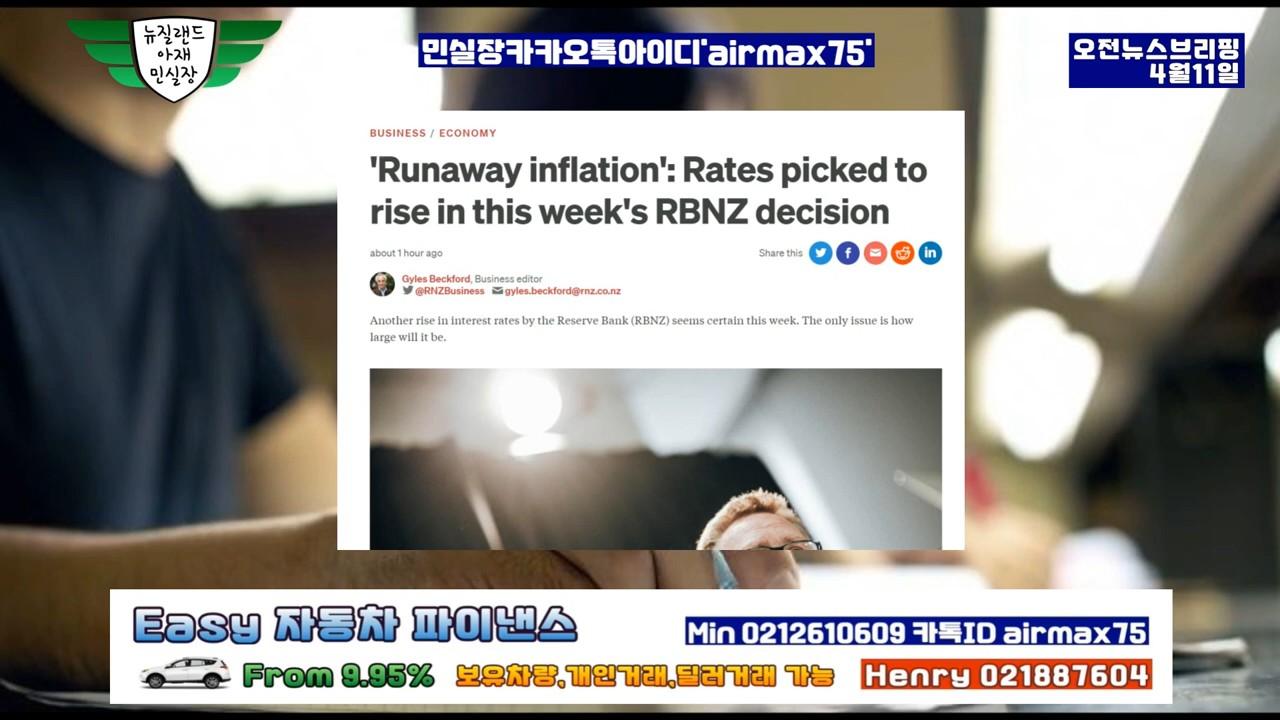 뉴질랜드
아재
민실장
민실장카카오톡아이디'airmax75'
오전뉴스브리핑
4월11일
BUSINESS / ECONOMY
'Runaway inflation': Rates picked to
rise in this week's RBNZ decision
about 1 hour ago
Share this
Gyles Beckford, Business editor
@RNZBusiness gyles.beckford@rnz.co.nz
Another rise in interest rates by the Reserve Bank (RBNZ) seems certain this week. The only issue is how
large will it be.
Easy 자동차 파이낸스
Min 0212610609 카톡ID airmax75
From 9.95% 보유차량,개인거래,딜러거래 가능
Henry 021887604